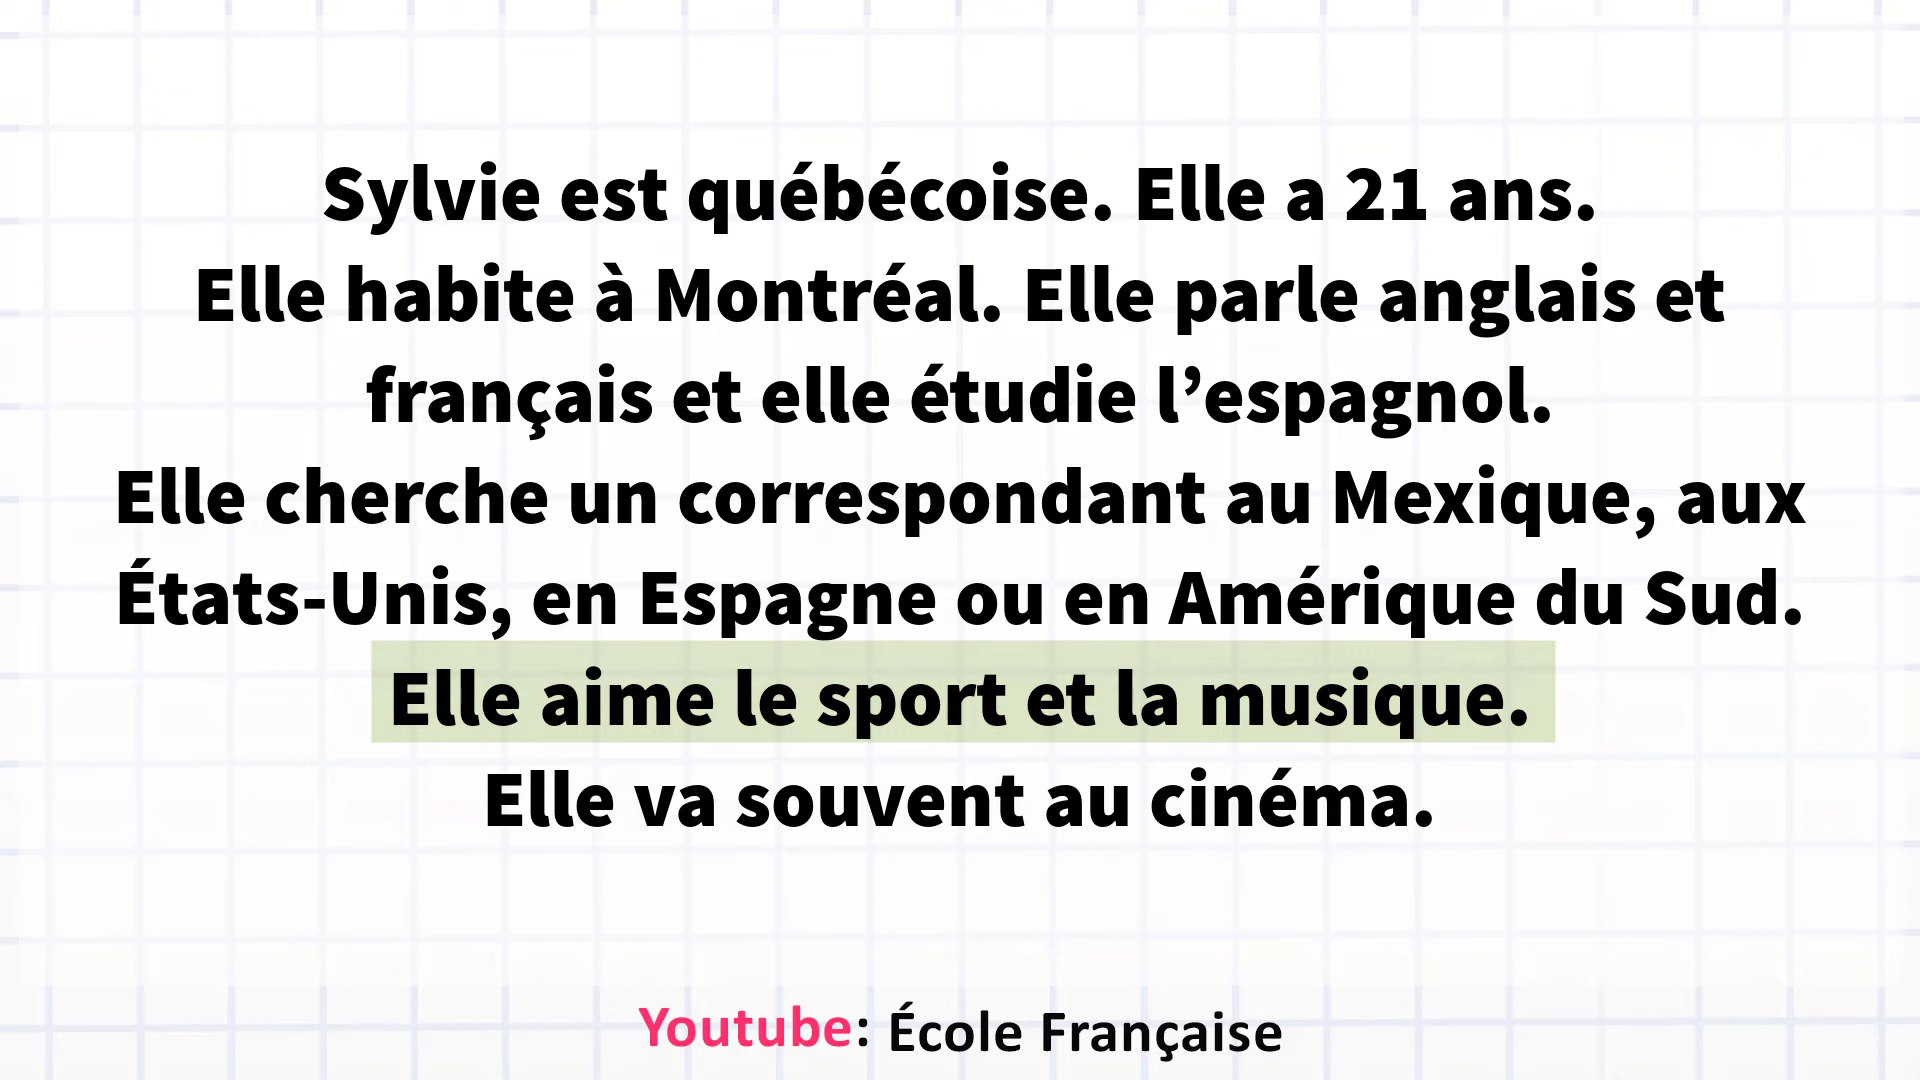 Sylvie est québécoise. Elle a 21 ans.
Elle habite à Montréal. Elle parle anglais et
français et elle étudie l’espagnol.
Elle cherche un correspondant au Mexique, aux
États-Unis, en Espagne ou en Amérique du Sud.
Elle aime le sport et la musique.
Elle va souvent au cinéma.
Youtube: École Française